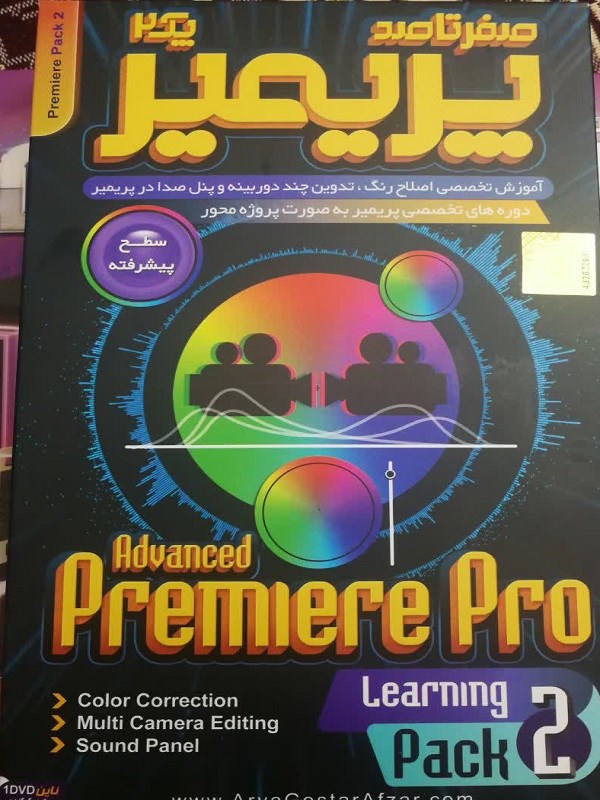 Premiere Pack 2
صفر تا صد پک ۲
پریمیر
آموزش تخصصی اصلاح رنگ ، تدوین چند دوربینه و پنل صدا در پریمیر
دوره های تخصصی پریمیر به صورت پروژه محور
سطح
پیشرفته
Advanced
Premiere Pro
Learning
Pack 2
Color Correction
Multi Camera Editing
Sound Panel
1DVD
www.AryaGostarAfzar.com